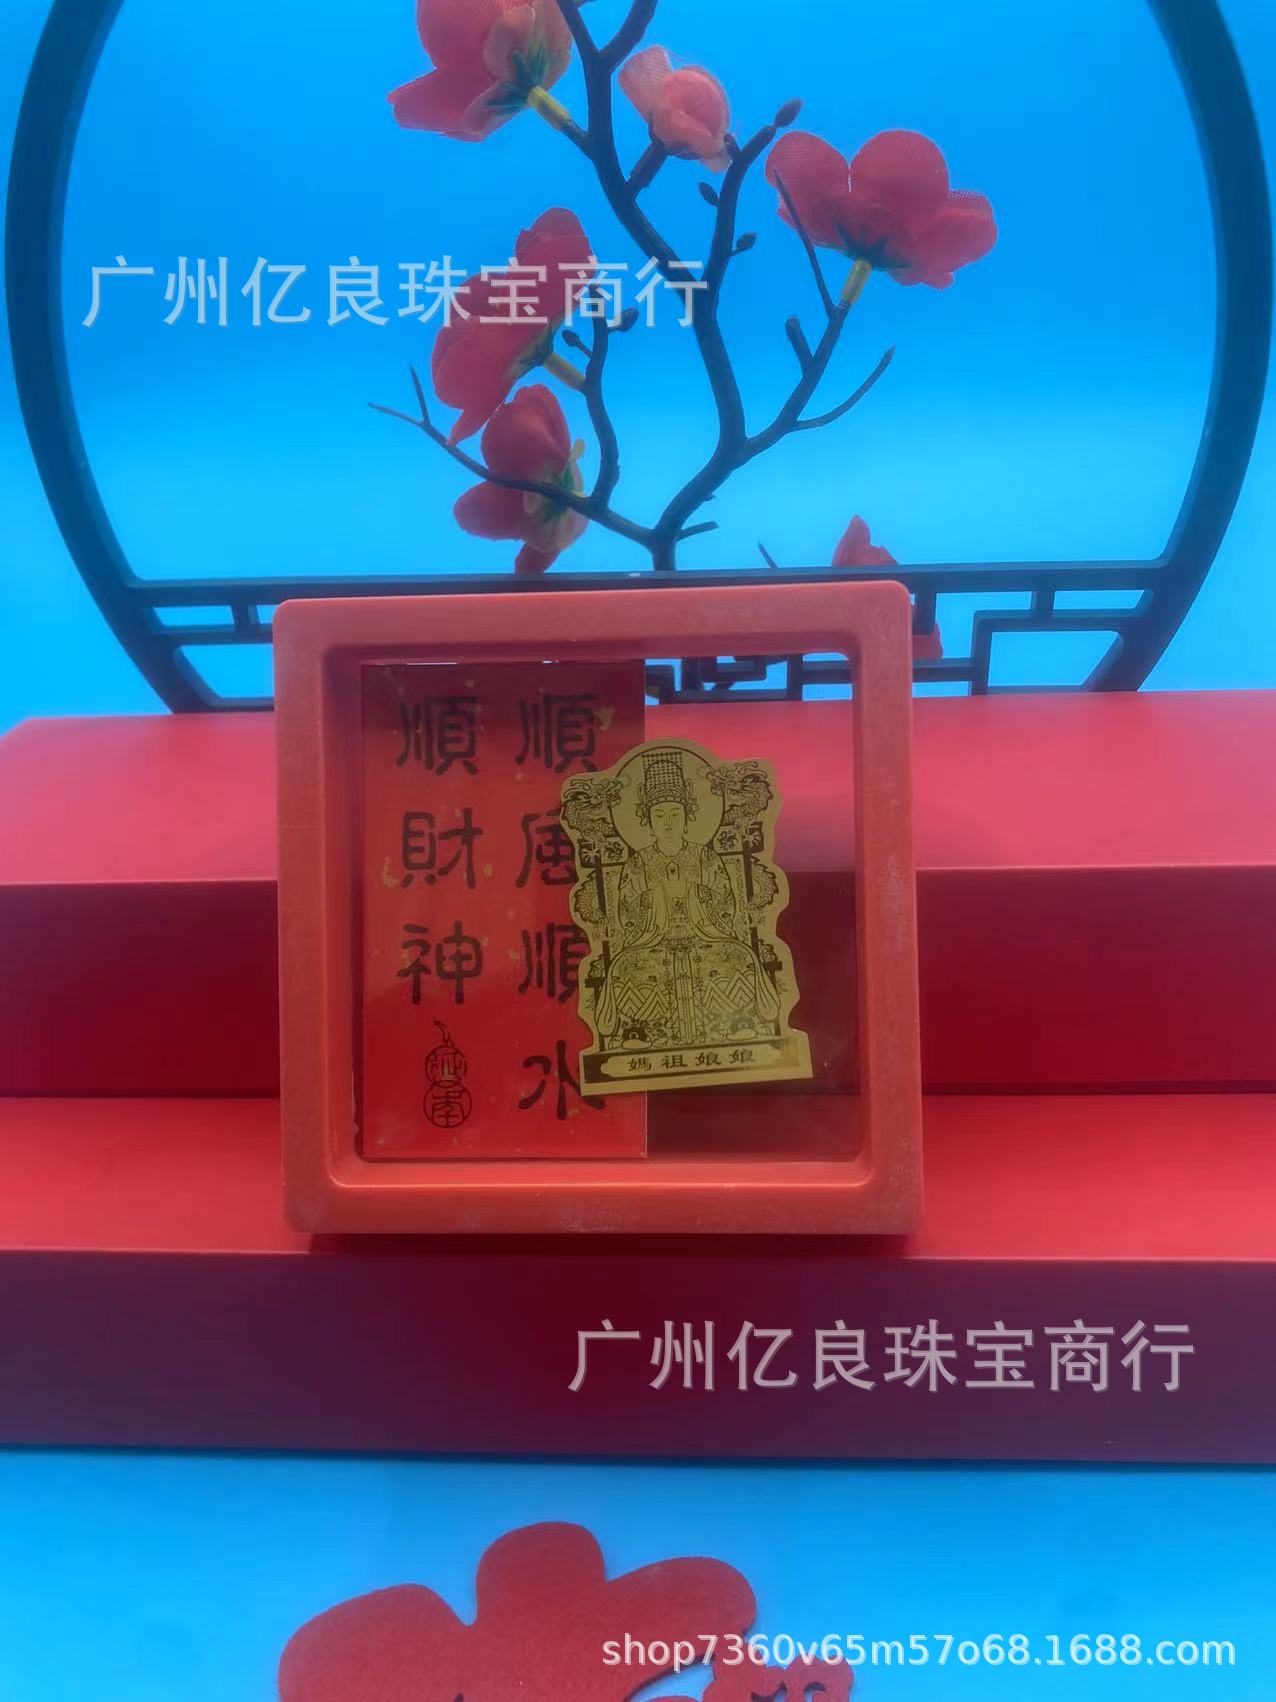 广州亿良珠宝商行
順風順水
順財神
媽祖娘娘
广州亿良珠宝商行
shop7360v65m57o68.1688.com